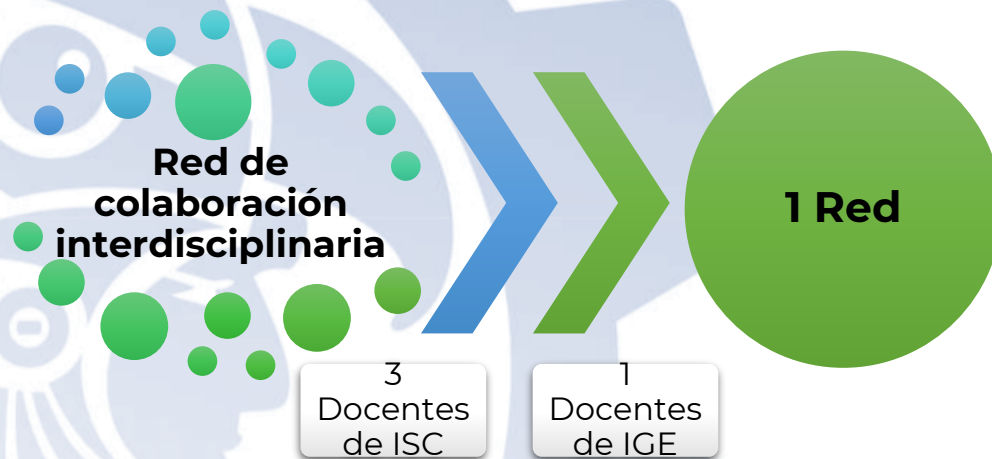 Red de
colaboración
interdisciplinaria
1 Red
3
Docentes
de ISC
1
Docentes
de IGE